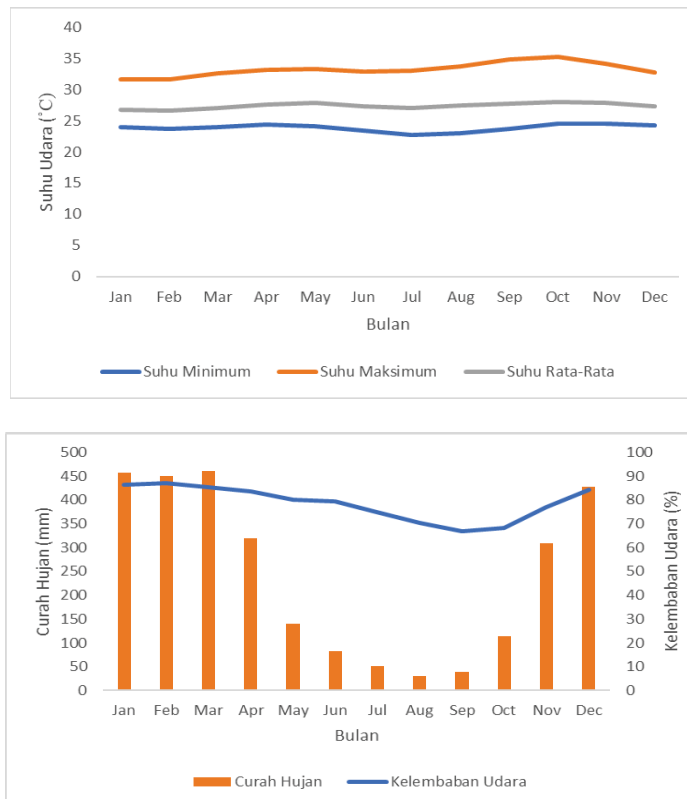 40
35
30
25
20
15
10
5
0
Suhu Udara (°C)
Jan Feb Mar Apr May Jun Jul Aug Sep Oct Nov Dec
Bulan
Suhu Minimum Suhu Maksimum Suhu Rata-Rata
500 100
450 90
400 80
350 70
300 60
250 50
200 40
150 30
100 20
50 10
0 0
Curah Hujan (mm)
Kelembaban Udara (%)
Jan Feb Mar Apr May Jun Jul Aug Sep Oct Nov Dec
Bulan
Curah Hujan Kelembaban Udara